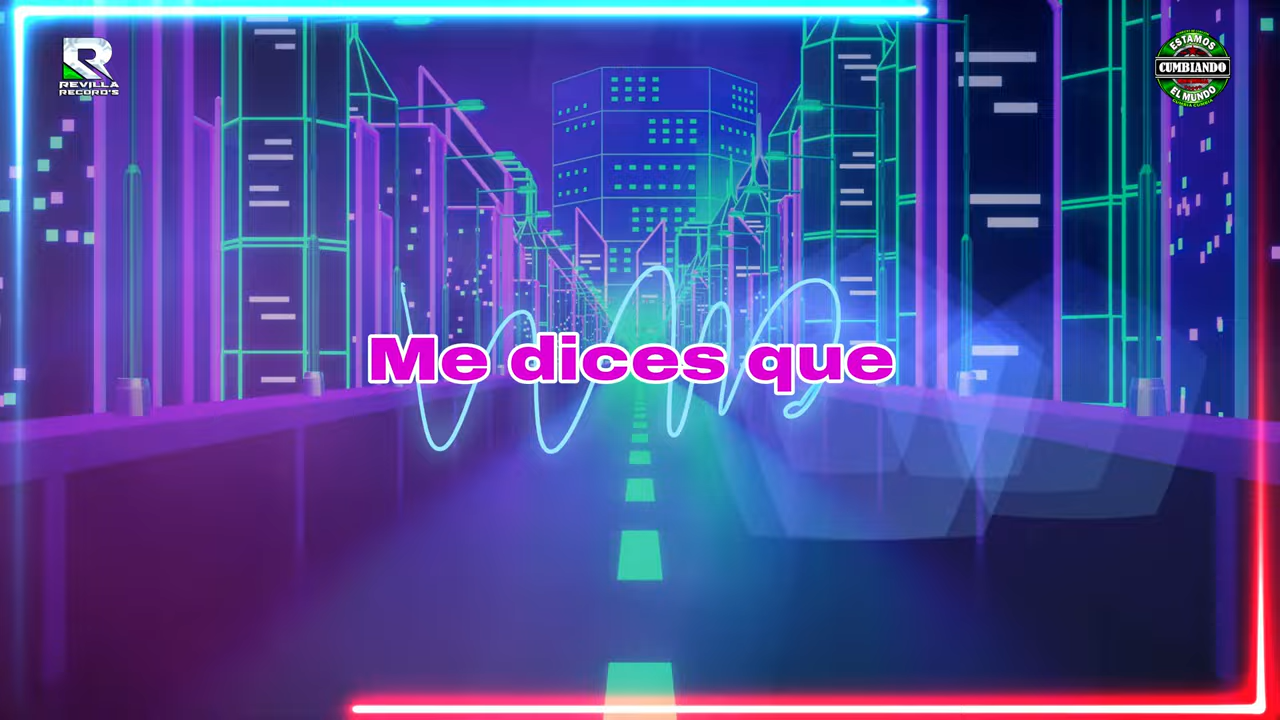 REVILLA
RECORD'S
ESTAMOS
CUMBIANDO
EL MUNDO
Me dices que